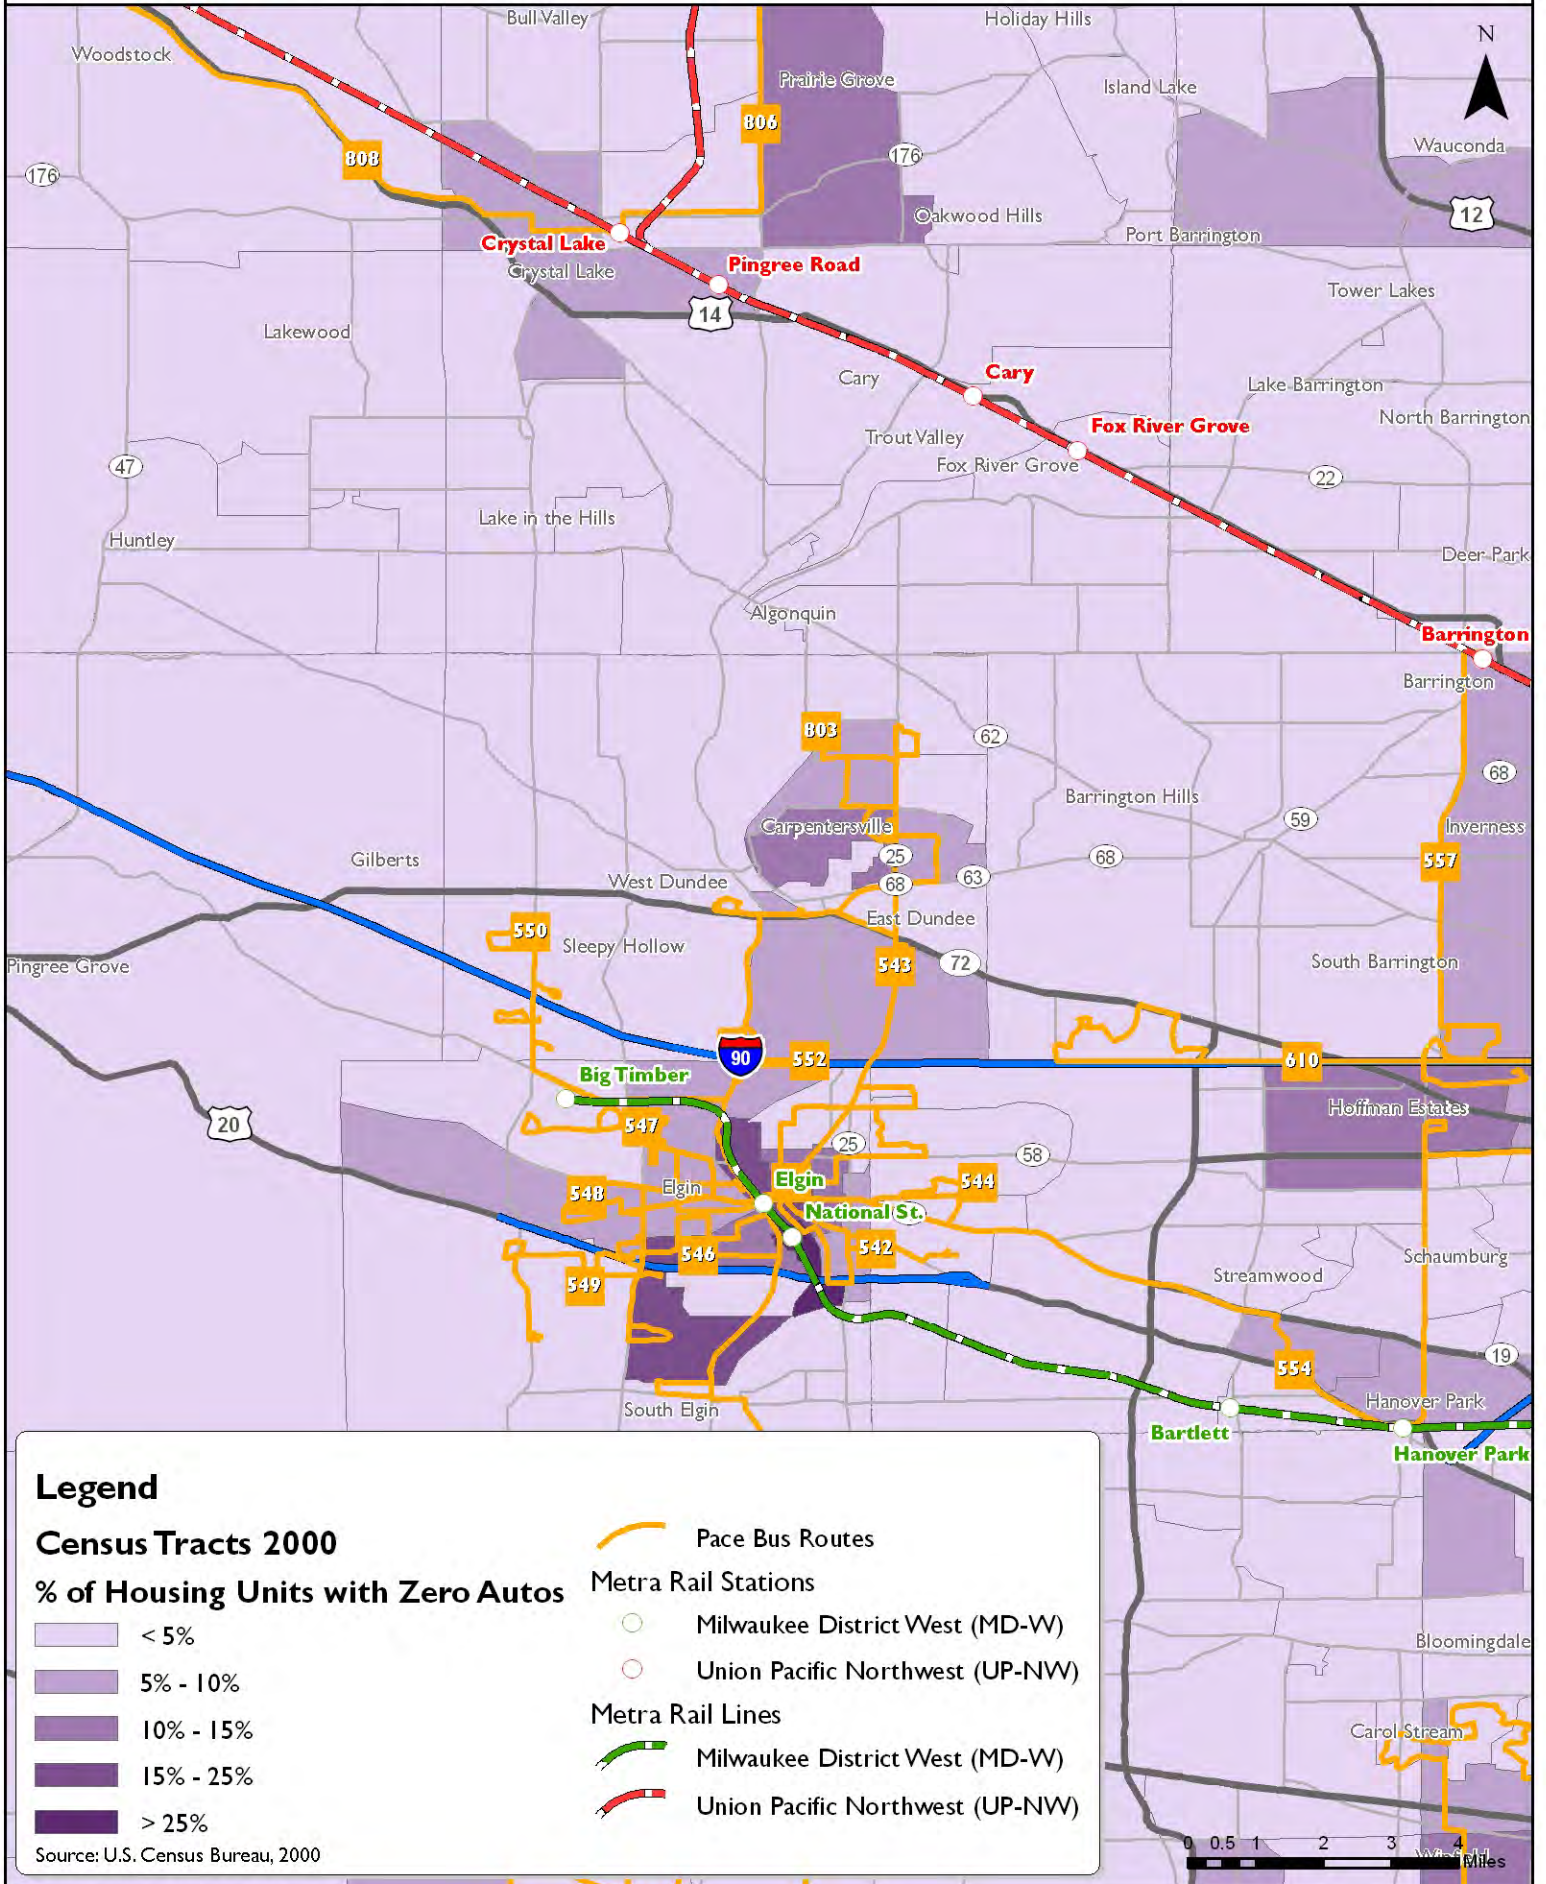 Bull Valley
Holiday Hills
N
Woodstock
Prairie Grove
Island Lake
806
Wauconda
808
176
176
Oakwood Hills
12
Port Barrington
Crystal Lake
Crystal Lake
Pingree Road
14
Tower Lakes
Lakewood
Cary
Cary
Lake Barrington
North Barrington
Fox River Grove
Trout Valley
Fox River Grove
47
22
Lake in the Hills
Huntley
Deer Park
Algonquin
Barrington
Barrington
803
62
68
Barrington Hills
59
Carpentersville
Inverness
25
68
557
Gilberts
West Dundee
68
63
East Dundee
550
Sleepy Hollow
543
72
South Barrington
Pingree Grove
90
552
610
Big Timber
Hoffman Estates
20
547
25
58
Elgin
544
548
Elgin
National St.
546
542
Schaumburg
549
Streamwood
19
554
South Elgin
Hanover Park
Bartlett
Hanover Park
Legend
Census Tracts 2000
% of Housing Units with Zero Autos
< 5%
5% - 10%
10% - 15%
15% - 25%
> 25%
Source: U.S. Census Bureau, 2000
Pace Bus Routes
Metra Rail Stations
Milwaukee District West (MD-W)
Union Pacific Northwest (UP-NW)
Metra Rail Lines
Milwaukee District West (MD-W)
Union Pacific Northwest (UP-NW)
Bloomingdale
Carol Stream
0 0.5 1 2 3 4
Miles